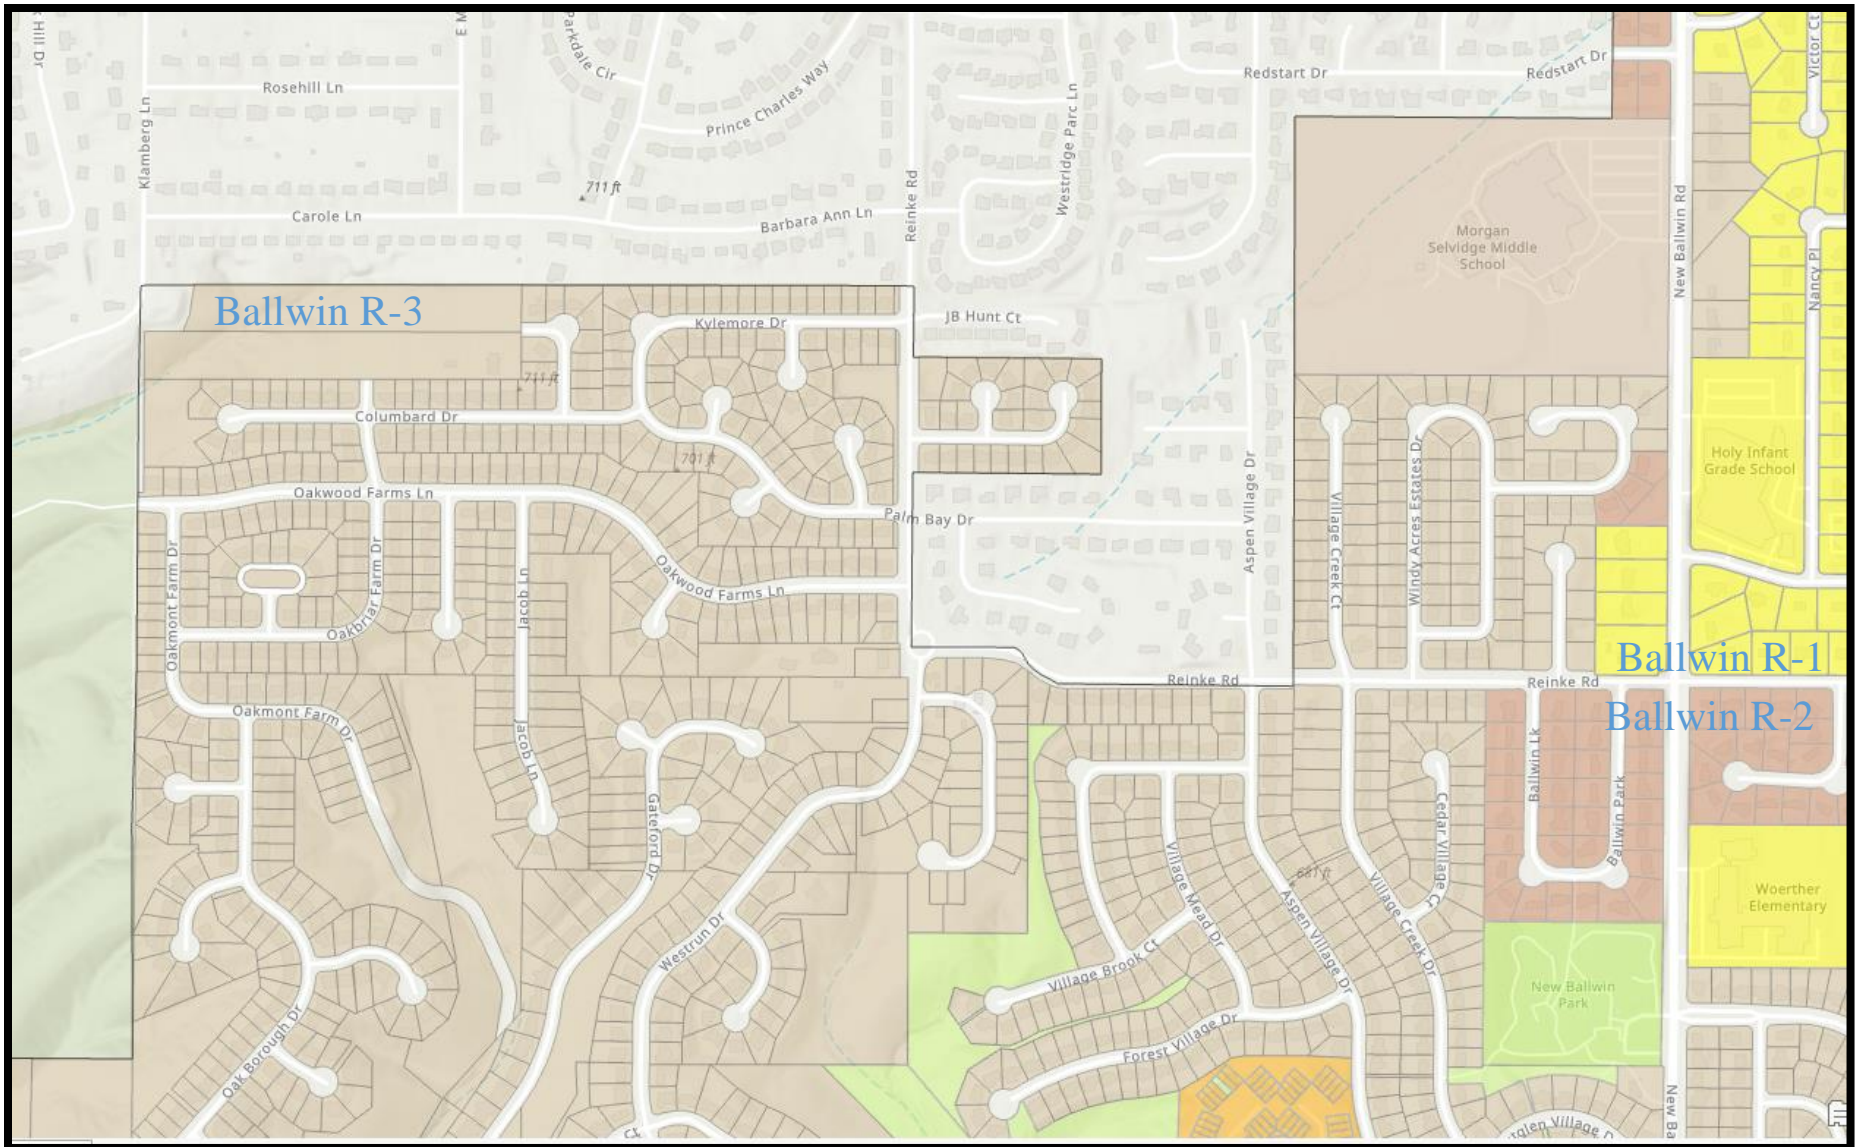 Hill Dr
Klamberg Ln
Rosehill Ln
E M
Parkdale Cir
Prince Charles Way
Westridge Parc Ln
Redstart Dr
Redstart Dr
Victor Ct
711 ft
Carole Ln
Barbara Ann Ln
Reinke Rd
New Ballwin Rd
Morgan
Selvidge Middle
School
Nancy Pl
Ballwin R-3
Kylemore Dr
JB Hunt Ct
711 ft
Columbard Dr
701 ft
Holy Infant
Grade School
Oakwood Farms Ln
Palm Bay Dr
Aspen Village Dr
Village Creek Ct
Windy Acres Estates Dr
Oakmont Farm Dr
Oakbriar Farm Dr
Jacob Ln
Oakwood Farms Ln
Ballwin R-1
Reinke Rd
Reinke Rd
Ballwin R-2
Oakmont Farm Dr
Jacob Ln
Gateford Dr
Ballwin Lk
Ballwin Park
Cedar Village Ct
Village Mead Dr
681 ft
Aspen Village Dr
Village Creek Dr
Woerther
Elementary
Westrun Dr
Village Brook Ct
New Ballwin
Park
Forest Village Dr
Oak Borough Dr
Ct
New Ba
tglen Village D